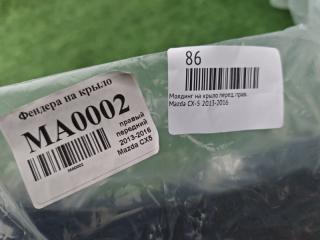 Фендера на крыло
MA0002
правый
передний
2013-2016
Mazda CX5
MA0002
86
Молдинг на крыло перед. прав.
Mazda CX-5 2013-2016